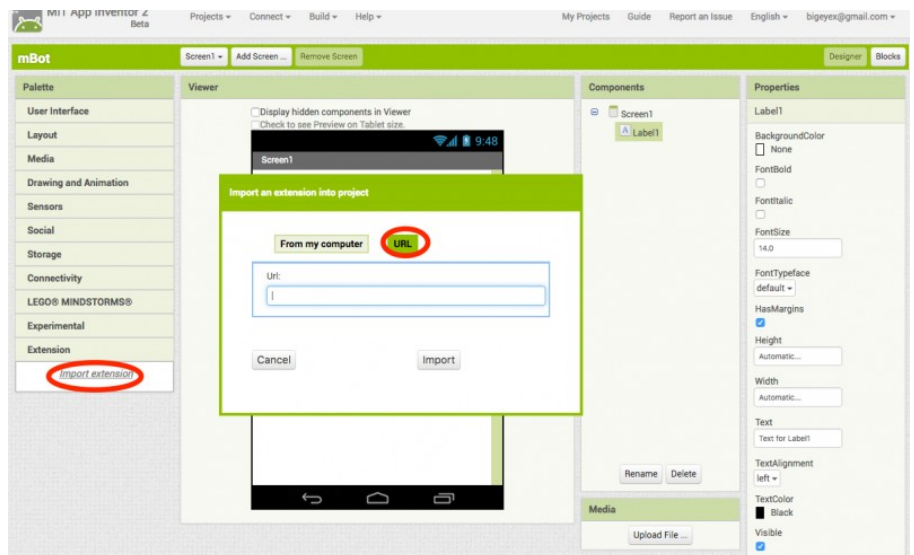 MIT App Inventor 2
Beta
Projects Connect Build Help My Projects Guide Report an Issue English bigeyex@gmail.com
mBot Screen1 Add Screen ... Remove Screen Designer Blocks
Palette
User Interface
Layout
Media
Drawing and Animation
Sensors
Social
Storage
Connectivity
LEGO® MINDSTORMS®
Experimental
Extension
Import extension
Viewer
Display hidden components in Viewer
Check to see Preview on Tablet size.
9:48
Screen1
Import an extension into project
From my computer URL
Url:
Cancel Import
Components
Screen1
A Label1
Rename Delete
Media
Upload File ...
Properties
Label1
BackgroundColor
None
FontBold
FontItalic
FontSize
14.0
FontTypeface
default
HasMargins
Height
Automatic...
Width
Automatic...
Text
Text for Label1
TextAlignment
left
TextColor
Black
Visible